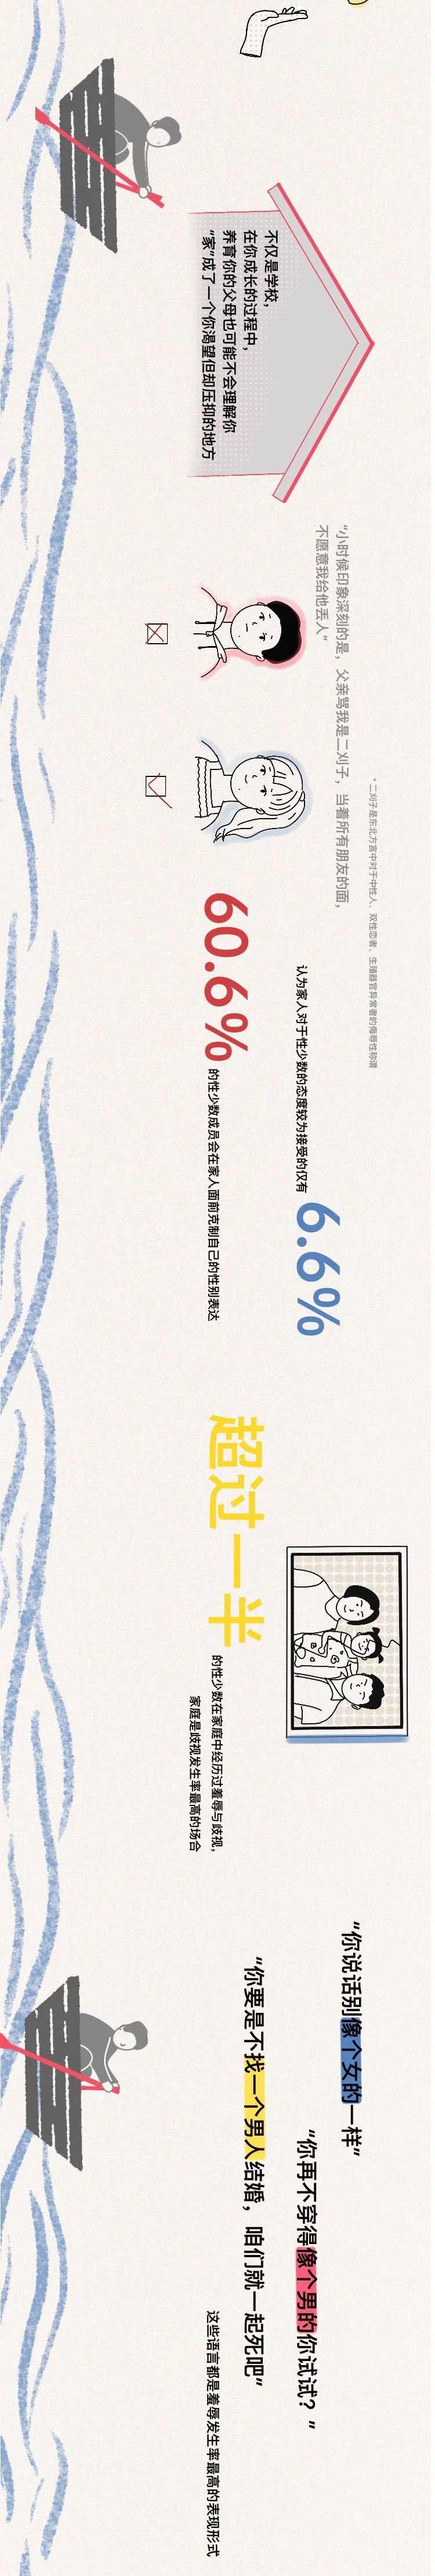 不仅是学校，
在你成长的过程中，
养育你的父母也可能不会理解你
“家”成了一个你渴望但却压抑的地方
“小时候印象深刻的是，父亲骂我是二刈子，当着所有朋友的面，
不愿意我给他丢人”
*二刈子是东北方言中对于中性人、双性恋者、生殖器官异常者的侮辱性称谓
认为家人对于性少数的态度较为接受的仅有 6.6%
60.6% 的性少数成员会在家人面前克制自己的性别表达
超过一半 的性少数在家庭中经历过羞辱与歧视，
家庭是歧视发生率最高的场合
“你说话别像个女的一样”
“你再不穿得像个男的你试试？”
“你要是不找一个男人结婚，咱们就一起死吧”
这些语言都是羞辱发生率最高的表现形式